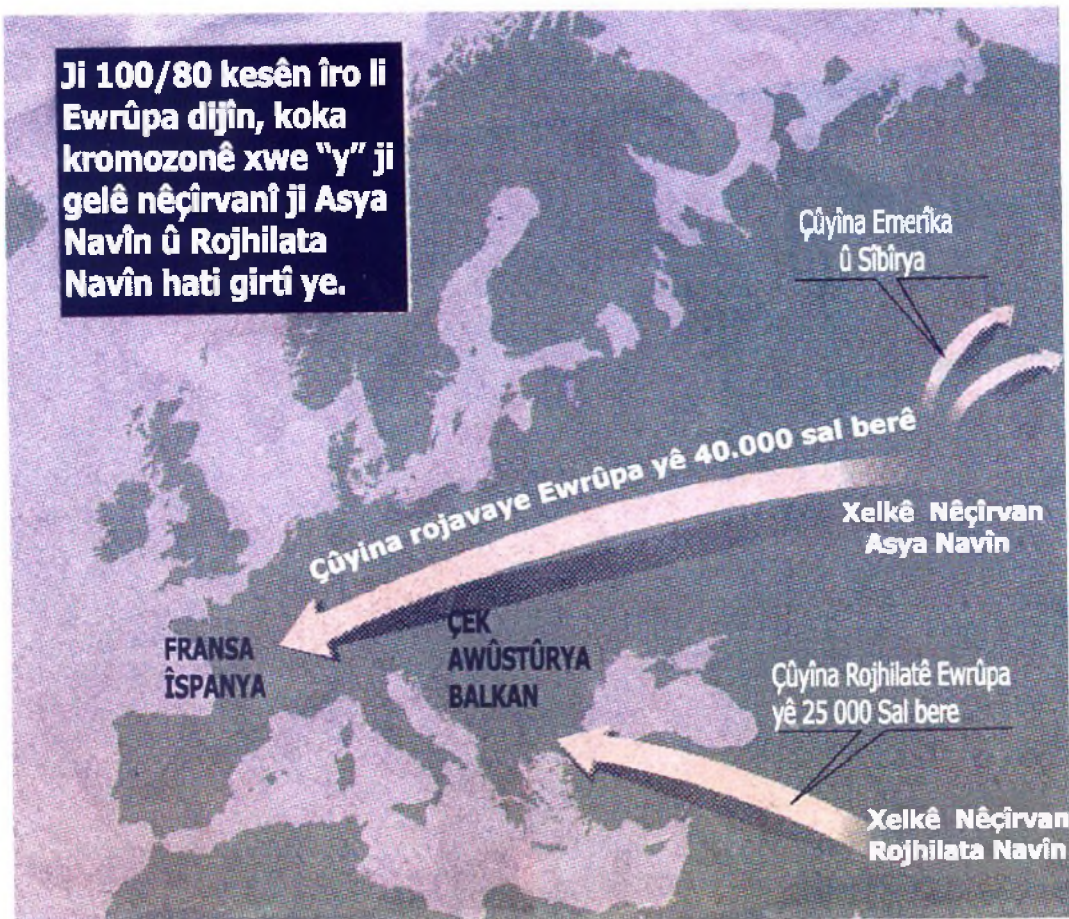 Ji 100/80 kesên îro li
Ewrûpa dijîn, koka
kromozonê xwe "y" ji
gelê nêçîrvanî ji Asya
Navîn û Rojhilata
Navîn hati girtî ye.
Çûyîna Emerîka
û Sîbîrya
Çûyina rojavaye Ewrûpa yê 40.000 sal berê
Xelkê Nêçîrvan
Asya Navîn
FRANSA
ÎSPANYA
ÇEK
AWÛSTÛRYA
BALKAN
Çûyîna Rojhilatê Ewrûpa
yê 25 000 Sal bere
Xelkê Nêçîrvan
Rojhilata Navîn